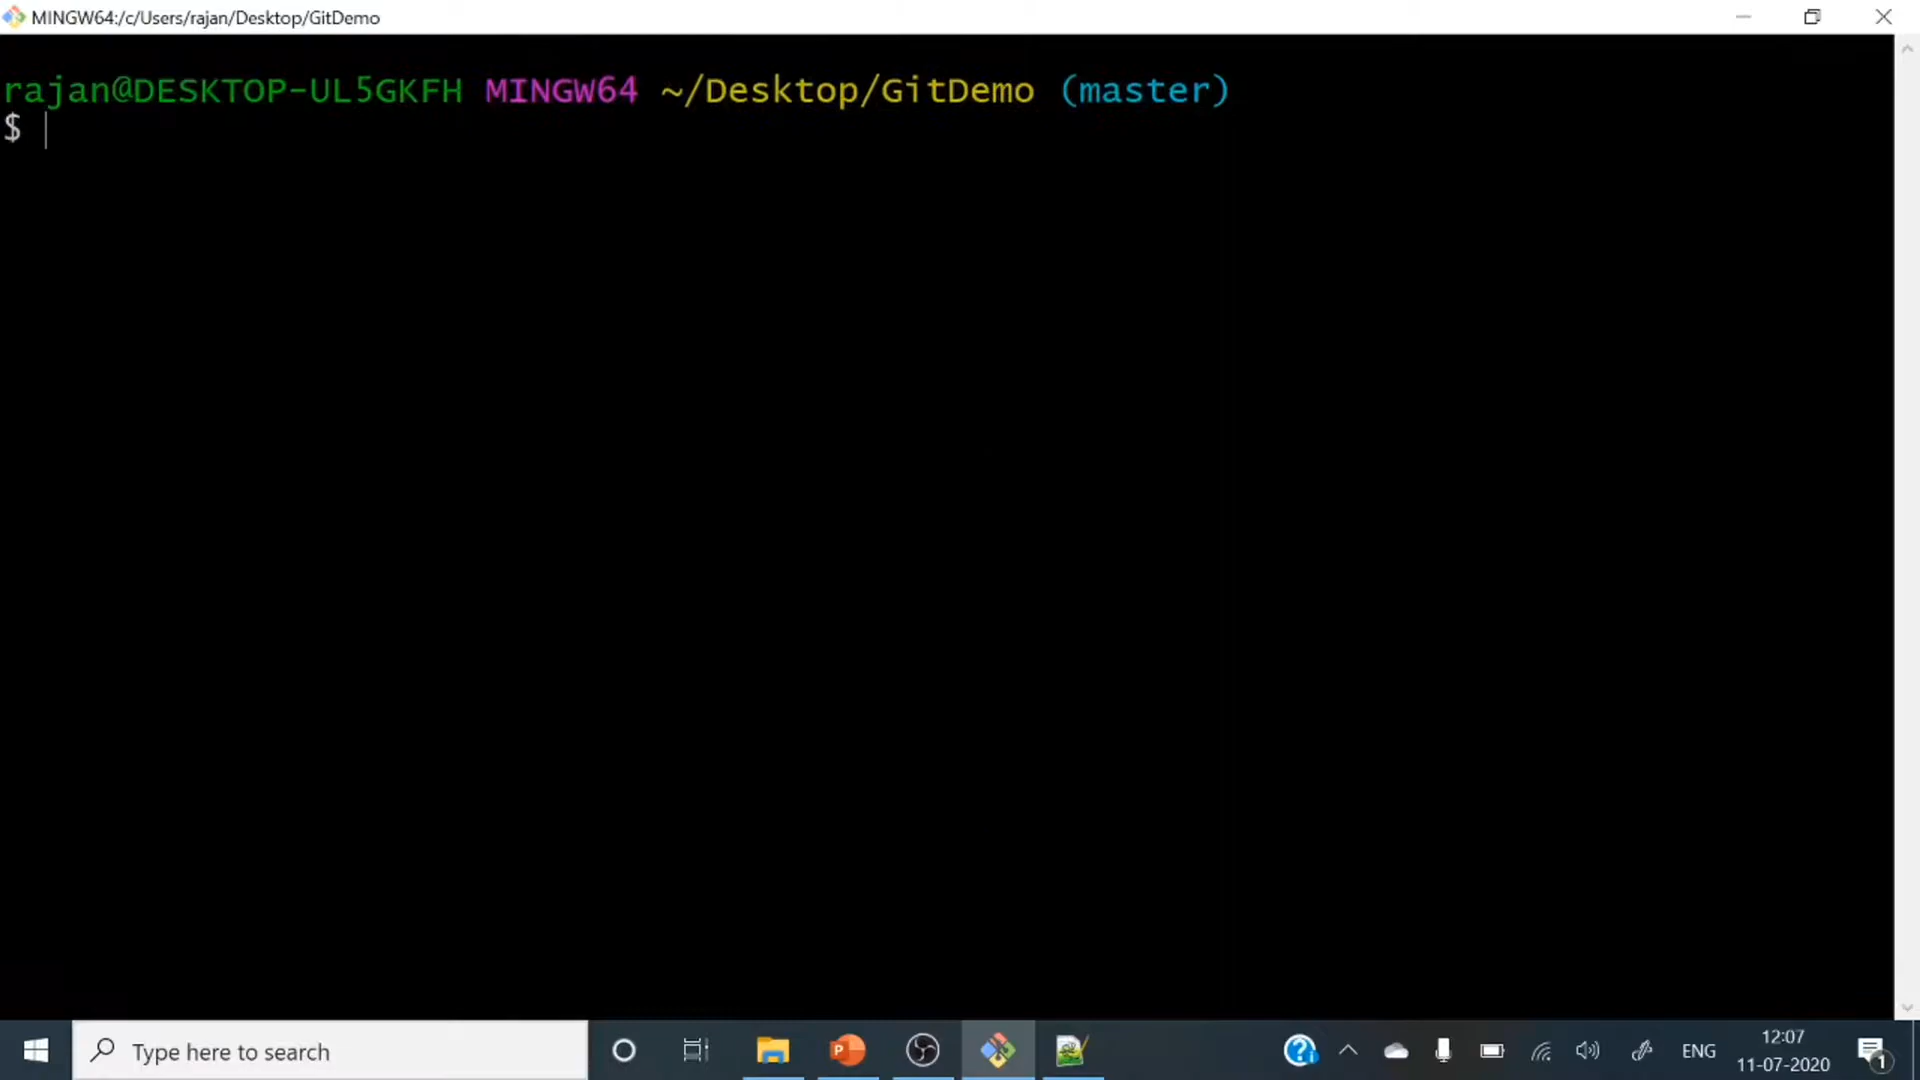 MINGW64:/c/Users/rajan/Desktop/GitDemo
rajan@DESKTOP-UL5GKFH MINGW64 ~/Desktop/GitDemo (master)
$
Type here to search
ENG
12:07
11-07-2020
1